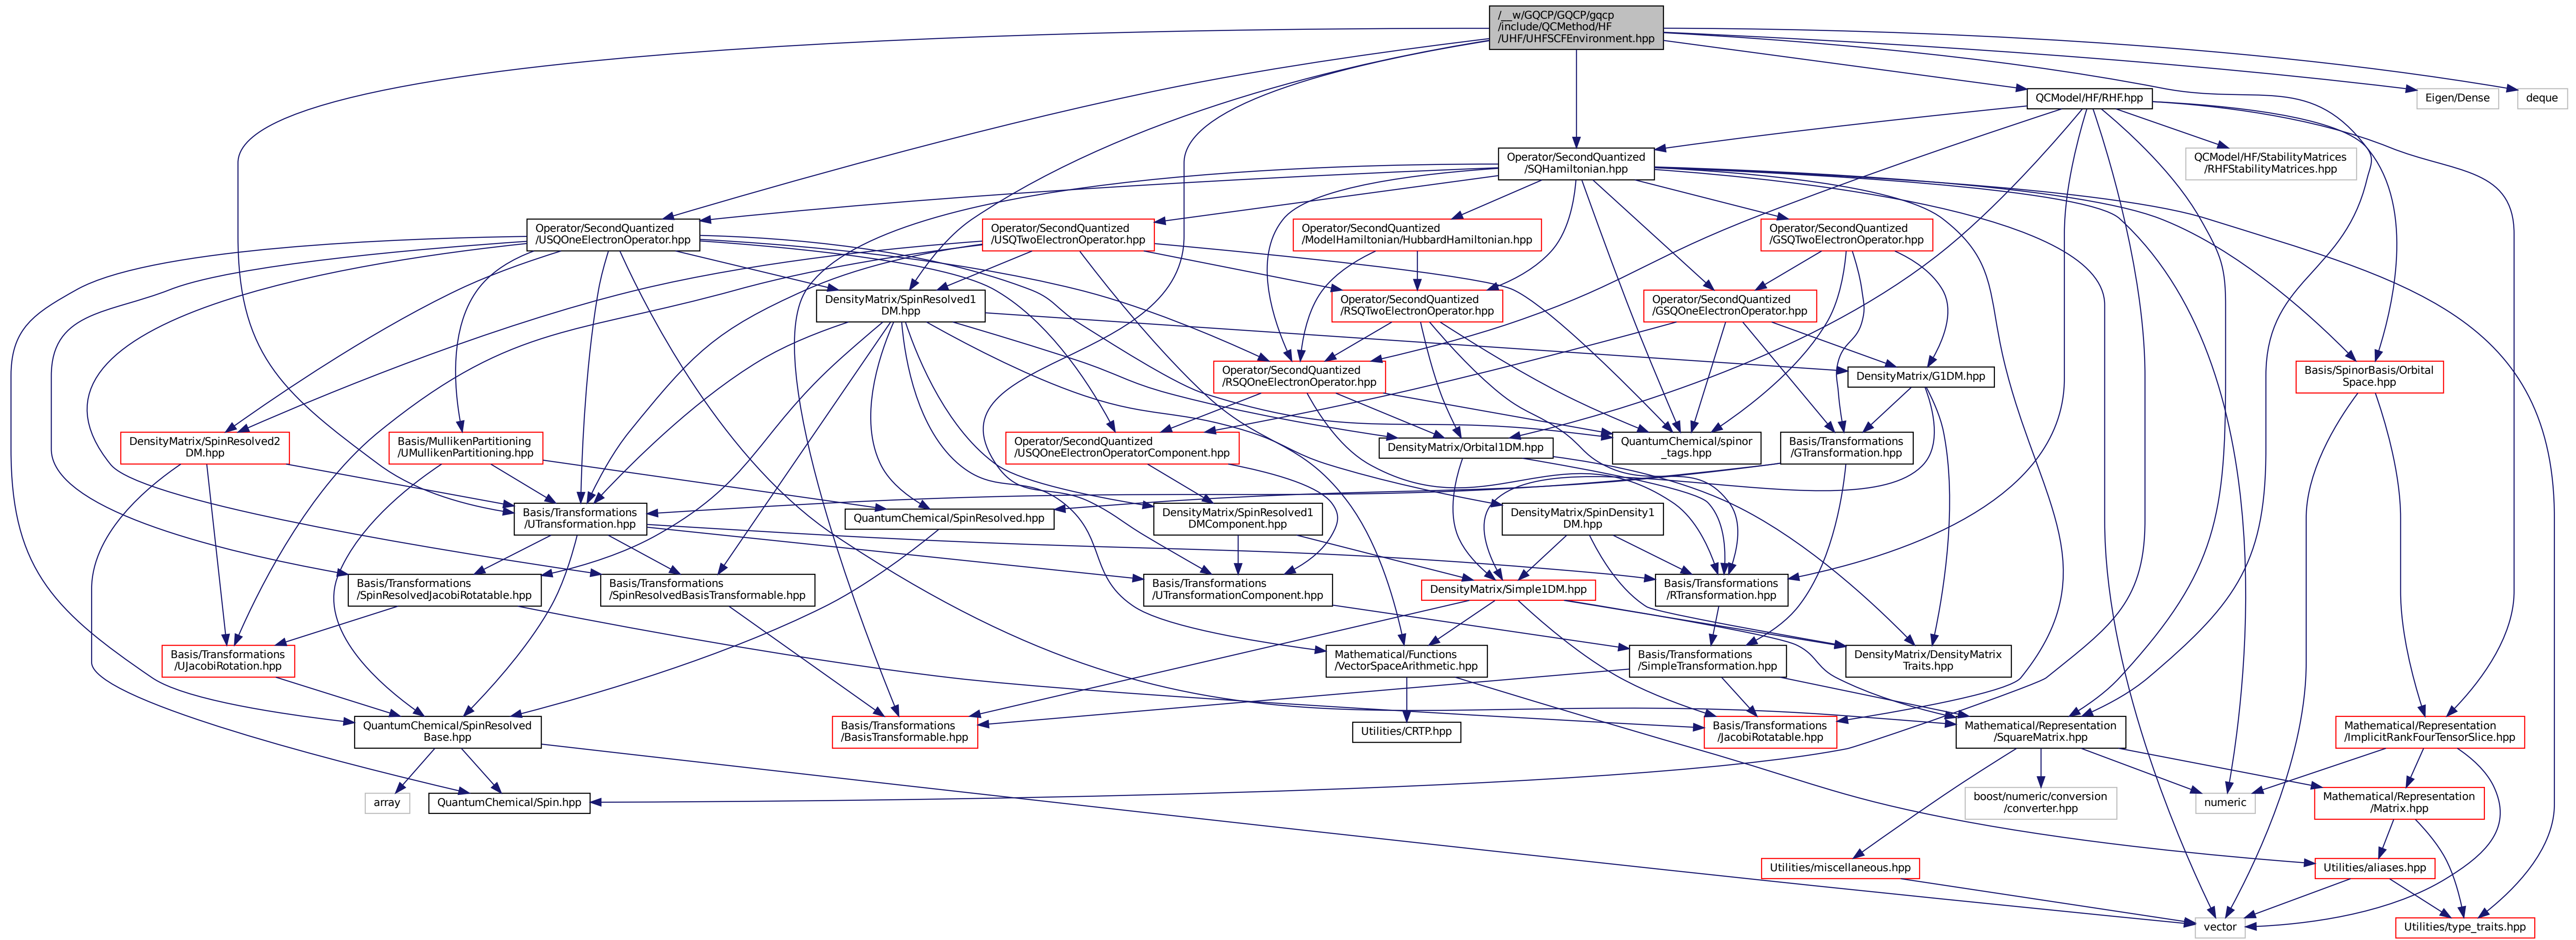 /__w/GQCP/GQCP/gqcp
/include/QCMethod/HF
/UHF/UHFSCFEnvironment.hpp
QCModel/HF/RHF.hpp
Eigen/Dense
deque
Operator/SecondQuantized
/SQHamiltonian.hpp
QCModel/HF/StabilityMatrices
/RHFStabilityMatrices.hpp
Operator/SecondQuantized
/USQOneElectronOperator.hpp
Operator/SecondQuantized
/USQTwoElectronOperator.hpp
Operator/SecondQuantized
/ModelHamiltonian/HubbardHamiltonian.hpp
Operator/SecondQuantized
/GSQTwoElectronOperator.hpp
DensityMatrix/SpinResolved1
DM.hpp
Operator/SecondQuantized
/RSQTwoElectronOperator.hpp
Operator/SecondQuantized
/GSQOneElectronOperator.hpp
Operator/SecondQuantized
/RSQOneElectronOperator.hpp
DensityMatrix/G1DM.hpp
Basis/SpinorBasis/Orbital
Space.hpp
DensityMatrix/SpinResolved2
DM.hpp
Basis/MullikenPartitioning
/UMullikenPartitioning.hpp
Operator/SecondQuantized
/USQOneElectronOperatorComponent.hpp
DensityMatrix/Orbital1DM.hpp
QuantumChemical/spinor
_tags.hpp
Basis/Transformations
/GTransformation.hpp
Basis/Transformations
/UTransformation.hpp
QuantumChemical/SpinResolved.hpp
DensityMatrix/SpinResolved1
DMComponent.hpp
DensityMatrix/SpinDensity1
DM.hpp
Basis/Transformations
/SpinResolvedJacobiRotatable.hpp
Basis/Transformations
/SpinResolvedBasisTransformable.hpp
Basis/Transformations
/UTransformationComponent.hpp
DensityMatrix/Simple1DM.hpp
Basis/Transformations
/RTransformation.hpp
Basis/Transformations
/UJacobiRotation.hpp
Mathematical/Functions
/VectorSpaceArithmetic.hpp
Basis/Transformations
/SimpleTransformation.hpp
DensityMatrix/DensityMatrix
Traits.hpp
QuantumChemical/SpinResolved
Base.hpp
Basis/Transformations
/BasisTransformable.hpp
Utilities/CRTP.hpp
Basis/Transformations
/JacobiRotatable.hpp
Mathematical/Representation
/SquareMatrix.hpp
Mathematical/Representation
/ImplicitRankFourTensorSlice.hpp
array
QuantumChemical/Spin.hpp
boost/numeric/conversion
/converter.hpp
numeric
Mathematical/Representation
/Matrix.hpp
Utilities/miscellaneous.hpp
Utilities/aliases.hpp
vector
Utilities/type_traits.hpp